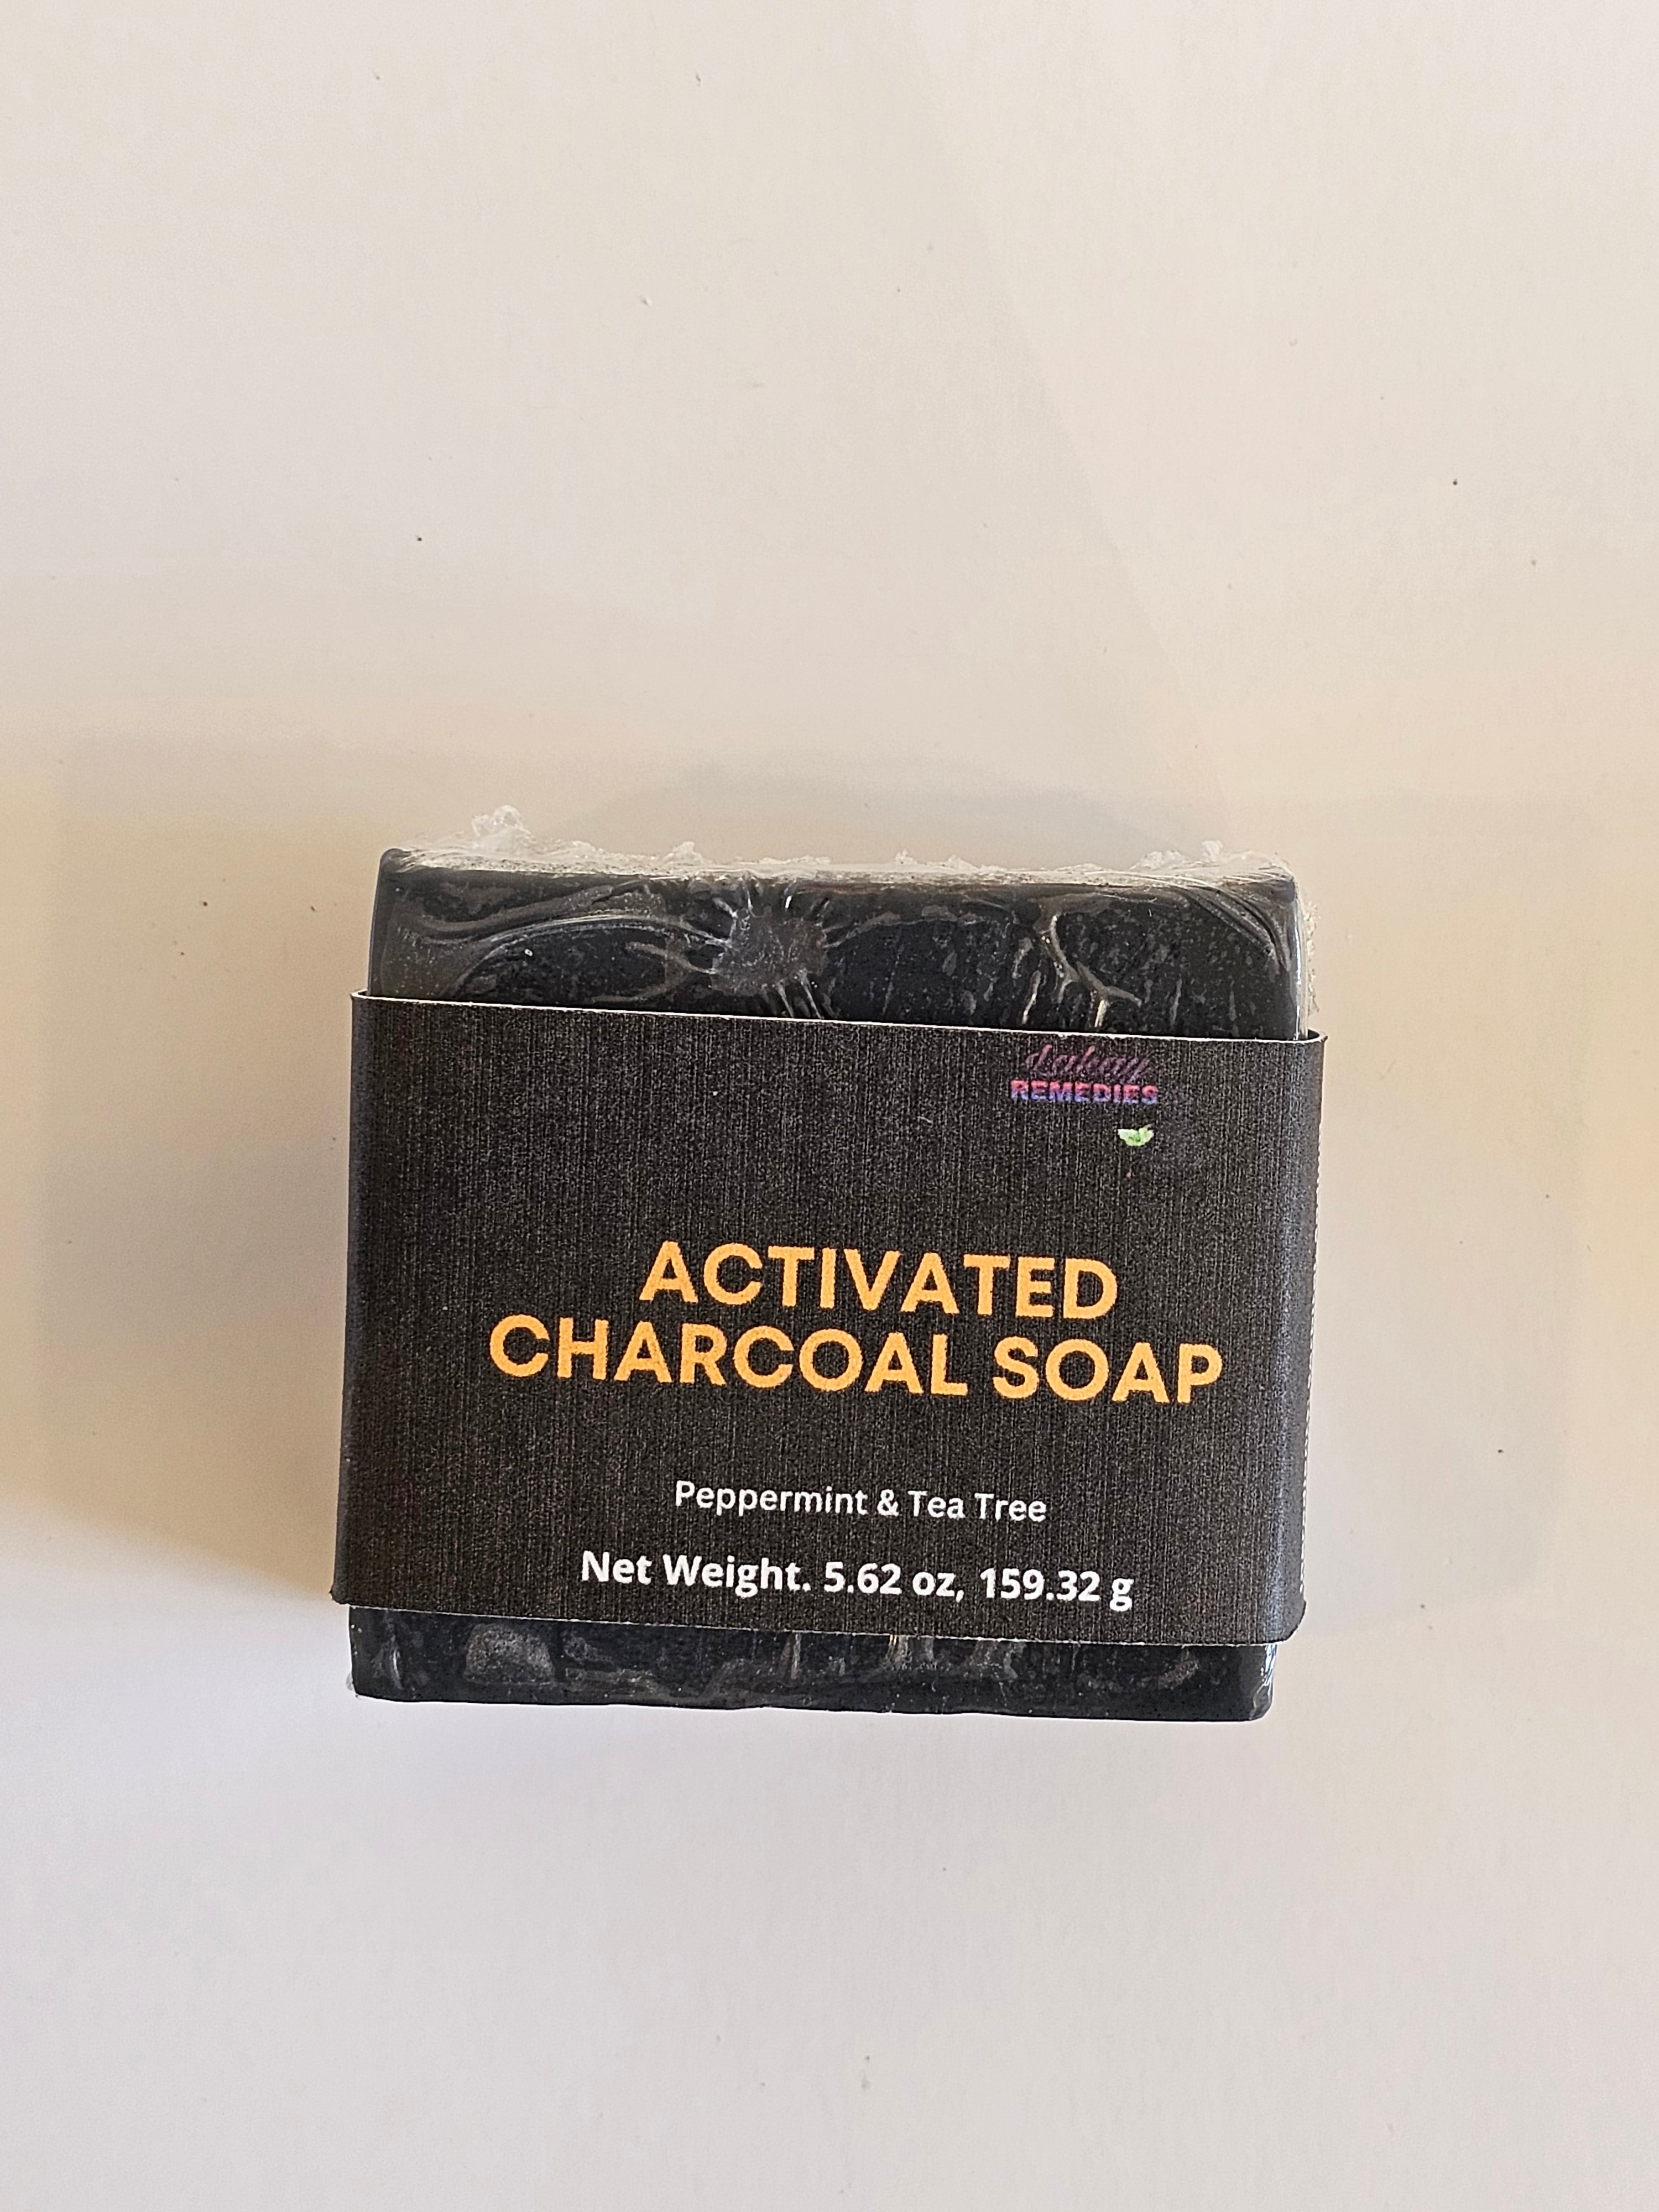 REMEDIES
ACTIVATED
CHARCOAL SOAP
Peppermint & Tea Tree
Net Weight. 5.62 oz, 159.32 g